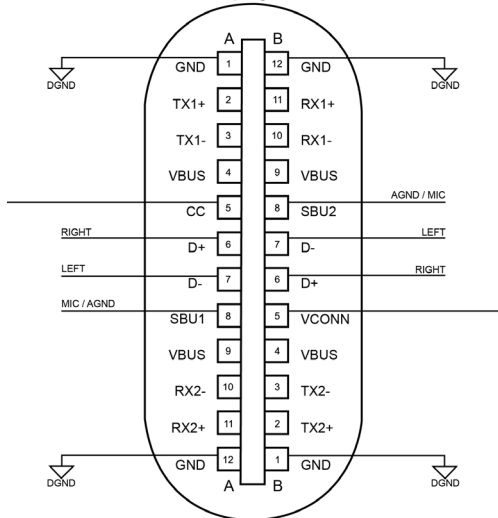 A B
GND 1 12 GND
DGND DGND
TX1+ 2 11 RX1+
TX1- 3 10 RX1-
VBUS 4 9 VBUS
AGND / MIC
CC 5 8 SBU2
RIGHT LEFT
D+ 6 7 D-
LEFT RIGHT
D- 7 6 D+
MIC / AGND
SBU1 8 5 VCONN
VBUS 9 4 VBUS
RX2- 10 3 TX2-
RX2+ 11 2 TX2+
GND 12 1 GND
DGND DGND
A B